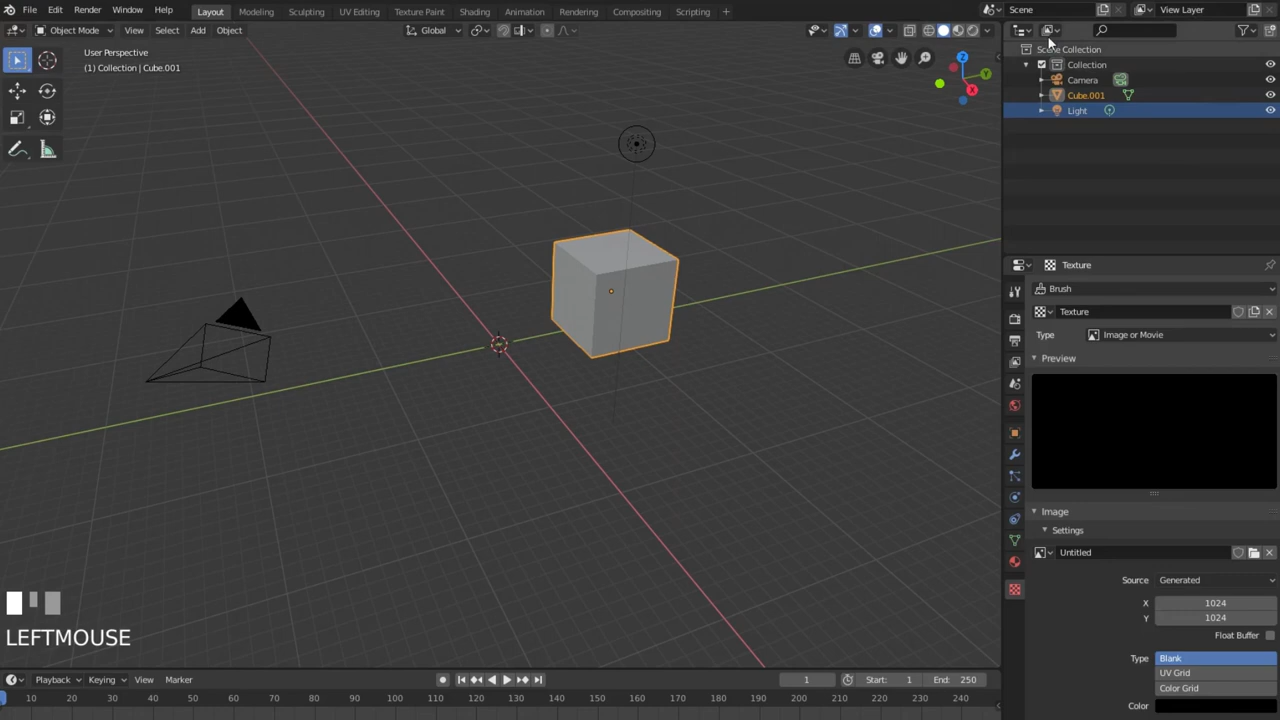 File Edit Render Window Help Layout Modeling Sculpting UV Editing Texture Paint Shading Animation Rendering Compositing Scripting + Scene View Layer
Object Mode View Select Add Object Global
User Perspective
(1) Collection | Cube.001
Z
Y
X
Scene Collection
Collection
Camera
Cube.001
Light
Texture
Brush
Texture
Type Image or Movie
Preview
Image
Settings
Untitled
Source Generated
X 1024
Y 1024
Float Buffer
Type Blank
UV Grid
Color Grid
Color
LEFTMOUSE
Playback Keying View Marker 1 Start: 1 End: 250
10 20 30 40 50 60 70 80 90 100 110 120 130 140 150 160 170 180 190 200 210 220 230 240